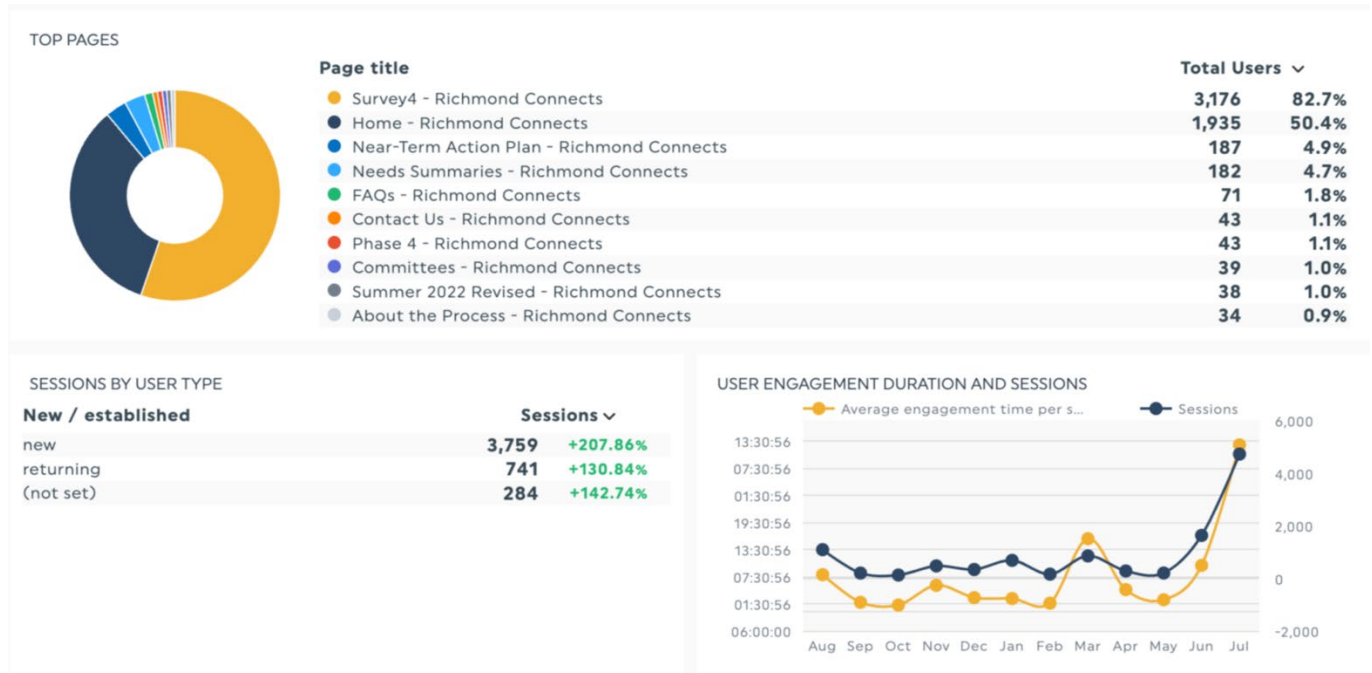 TOP PAGES
Page title Total Users
Survey4 - Richmond Connects 3,176 82.7%
Home - Richmond Connects 1,935 50.4%
Near-Term Action Plan - Richmond Connects 187 4.9%
Needs Summaries - Richmond Connects 182 4.7%
FAQs - Richmond Connects 71 1.8%
Contact Us - Richmond Connects 43 1.1%
Phase 4 - Richmond Connects 43 1.1%
Committees - Richmond Connects 39 1.0%
Summer 2022 Revised - Richmond Connects 38 1.0%
About the Process - Richmond Connects 34 0.9%
SESSIONS BY USER TYPE
New / established Sessions
new 3,759 +207.86%
returning 741 +130.84%
(not set) 284 +142.74%
USER ENGAGEMENT DURATION AND SESSIONS
Average engagement time per s... Sessions
6,000
13:30:56
07:30:56
4,000
01:30:56
19:30:56
2,000
13:30:56
07:30:56
0
01:30:56
06:00:00
-2,000
Aug Sep Oct Nov Dec Jan Feb Mar Apr May Jun Jul